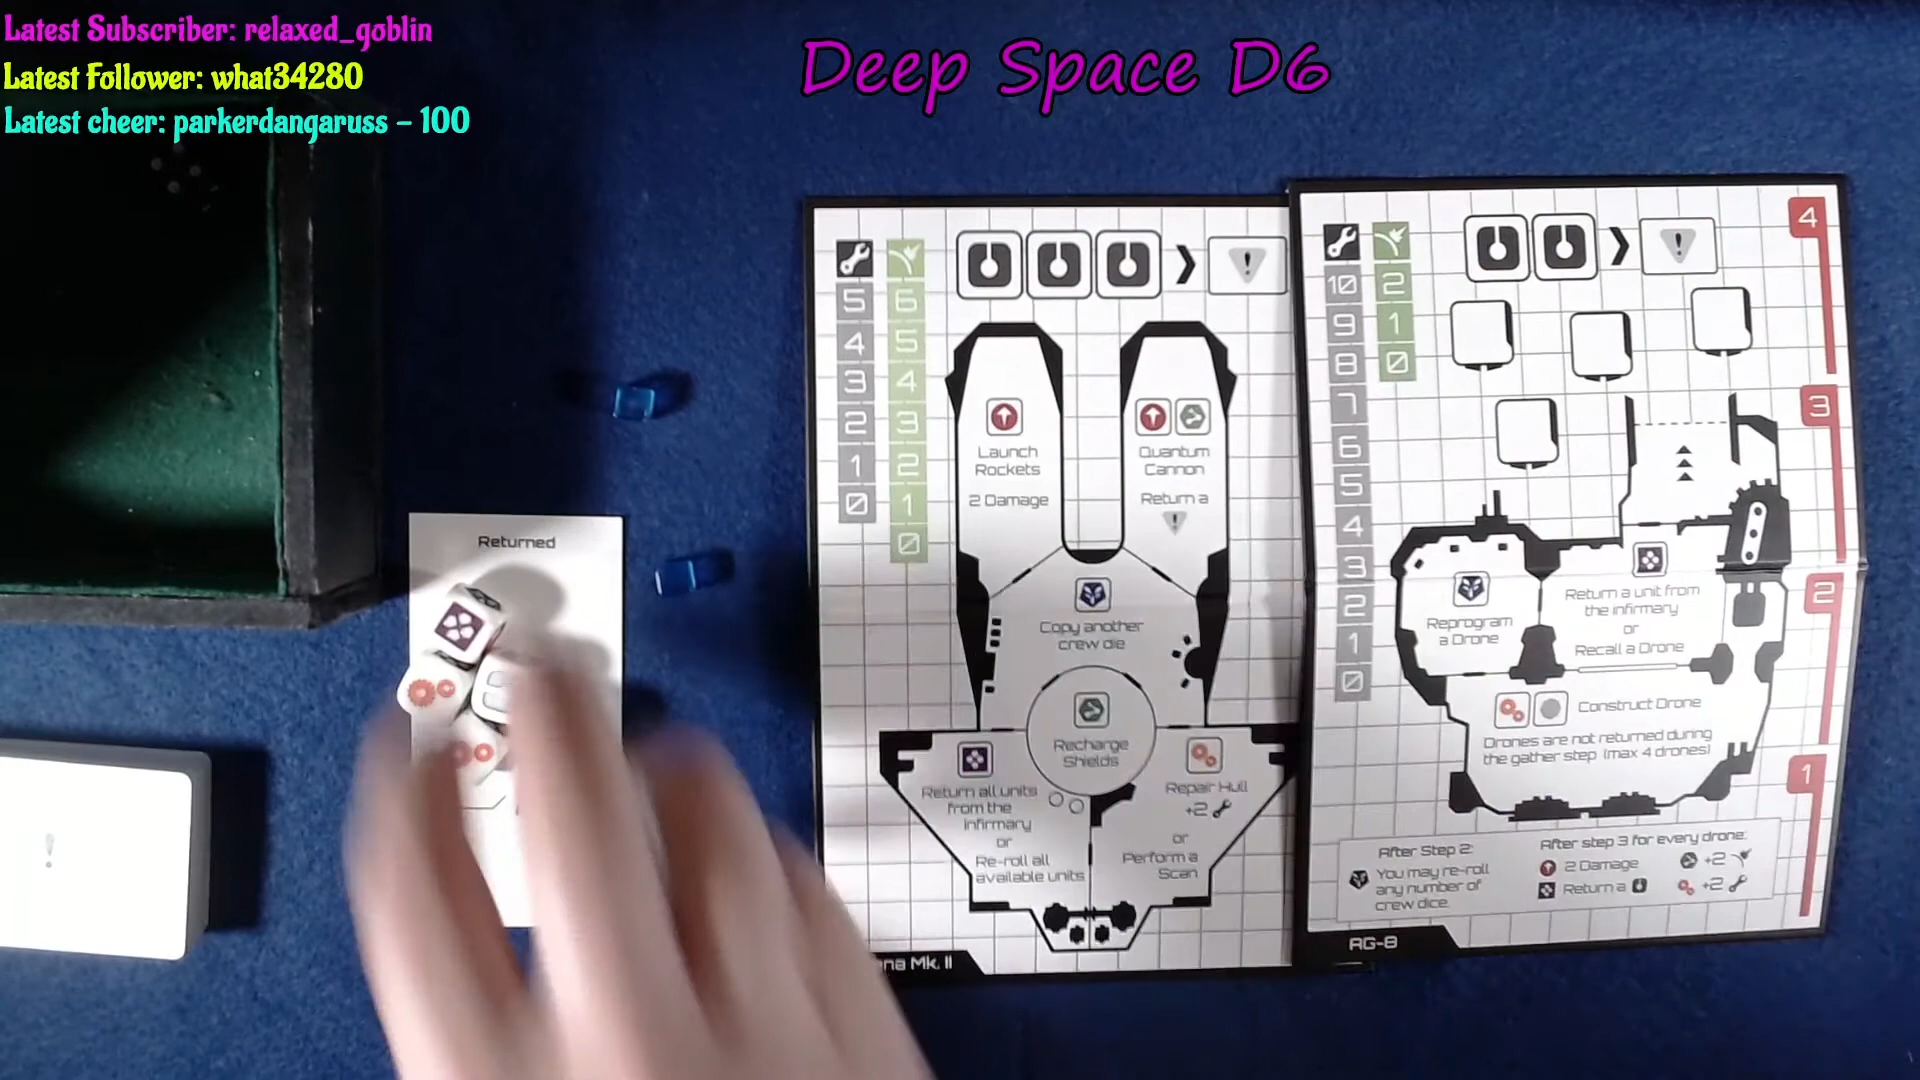 Latest Subscriber: relaxed_goblin
Latest Follower: what34280
Latest cheer: parkerdangaruss - 100
Deep Space D6
Returned
5
4
3
2
1
0
6
5
4
3
2
1
0
!
Launch
Rockets
2 Damage
Quantum
Cannon
Return a
!
Copy another
crew die
Recharge
Shields
Return all units
from the
infirmary
or
Re-roll all
available units
Repair Hull
+2
or
Perform a
Scan
na Mk. II
10
9
8
7
6
5
4
3
2
1
0
2
1
0
!
4
3
2
1
Reprogram
a Drone
Return a unit from
the infirmary
or
Recall a Drone
Construct Drone
Drones are not returned during
the gather step (max 4 drones)
After Step 2:
You may re-roll
any number of
crew dice.
After step 3 for every drone:
2 Damage
+2
Return a
+2
AG-8
!